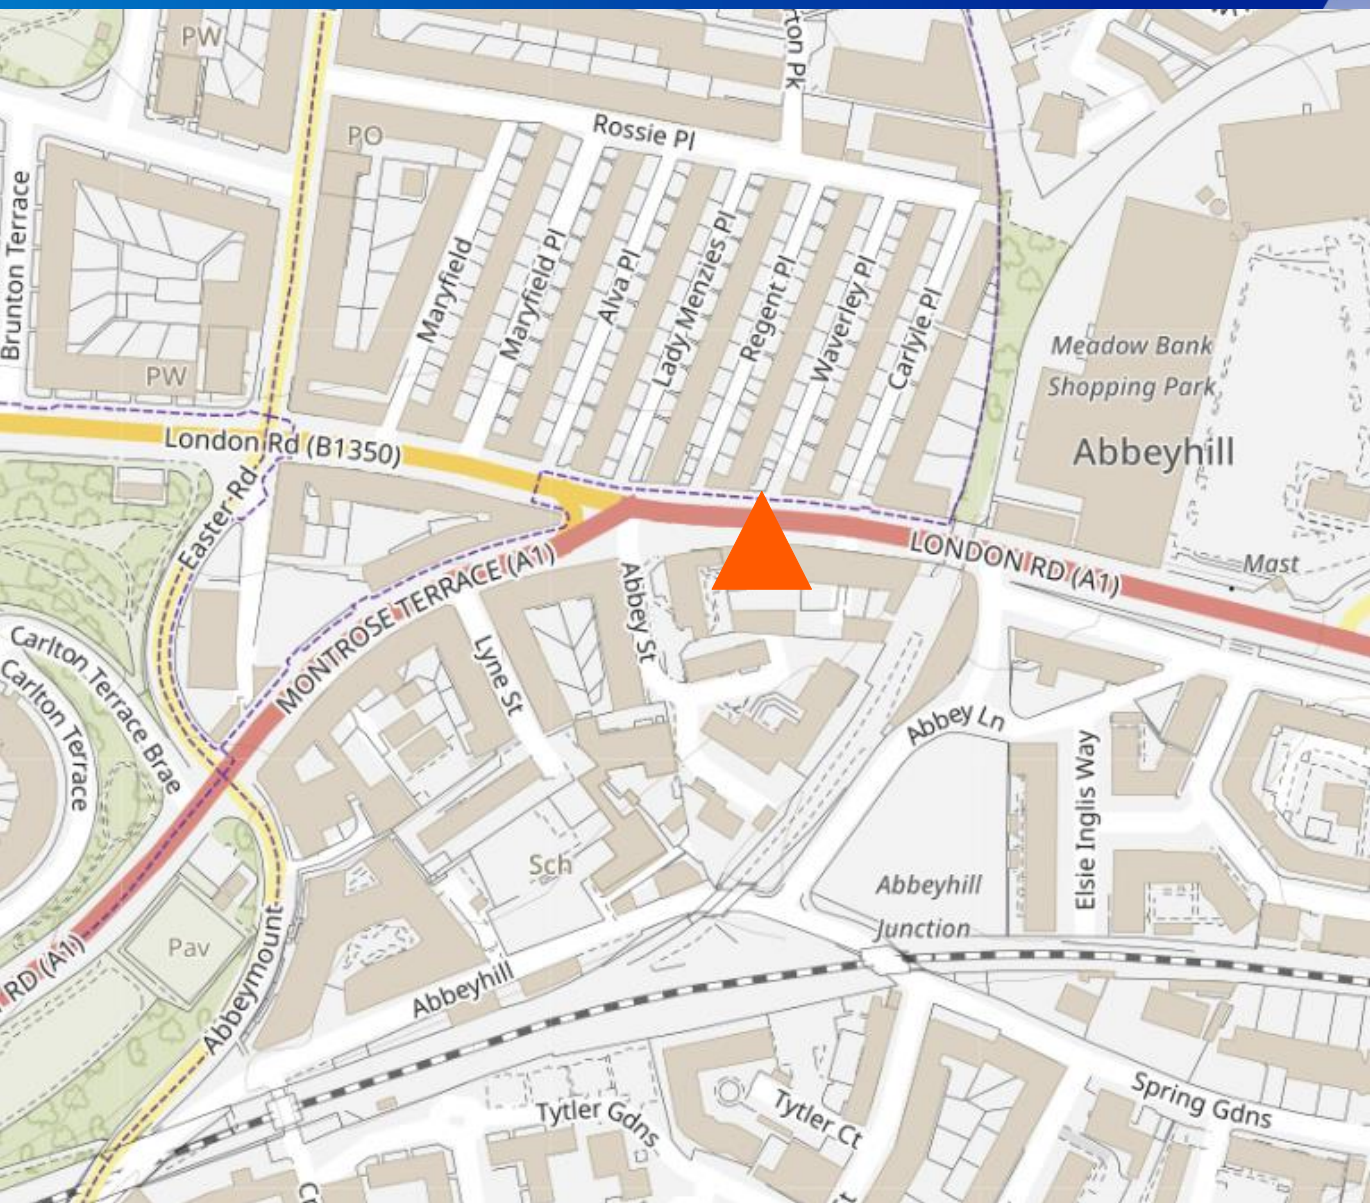 PW
PO
Rossie Pl
Brunton Terrace
Maryfield
Maryfield Pl
Alva Pl
Lady Menzies Pl
Regent Pl
Waverley Pl
Carlyle Pl
Meadow Bank
Shopping Park
Abbeyhill
PW
London Rd (B1350)
Easter Rd
LONDON RD (A1)
Mast
MONTROSE TERRACE (A1)
Abbey St
Lyne St
Carlton Terrace Brae
Carlton Terrace
Abbey Ln
Elsie Inglis Way
Sch
Abbeyhill
Junction
Pav
RD (A1)
Abbeymount
Abbeyhill
Tytler Gdns
Tytler Ct
Spring Gdns